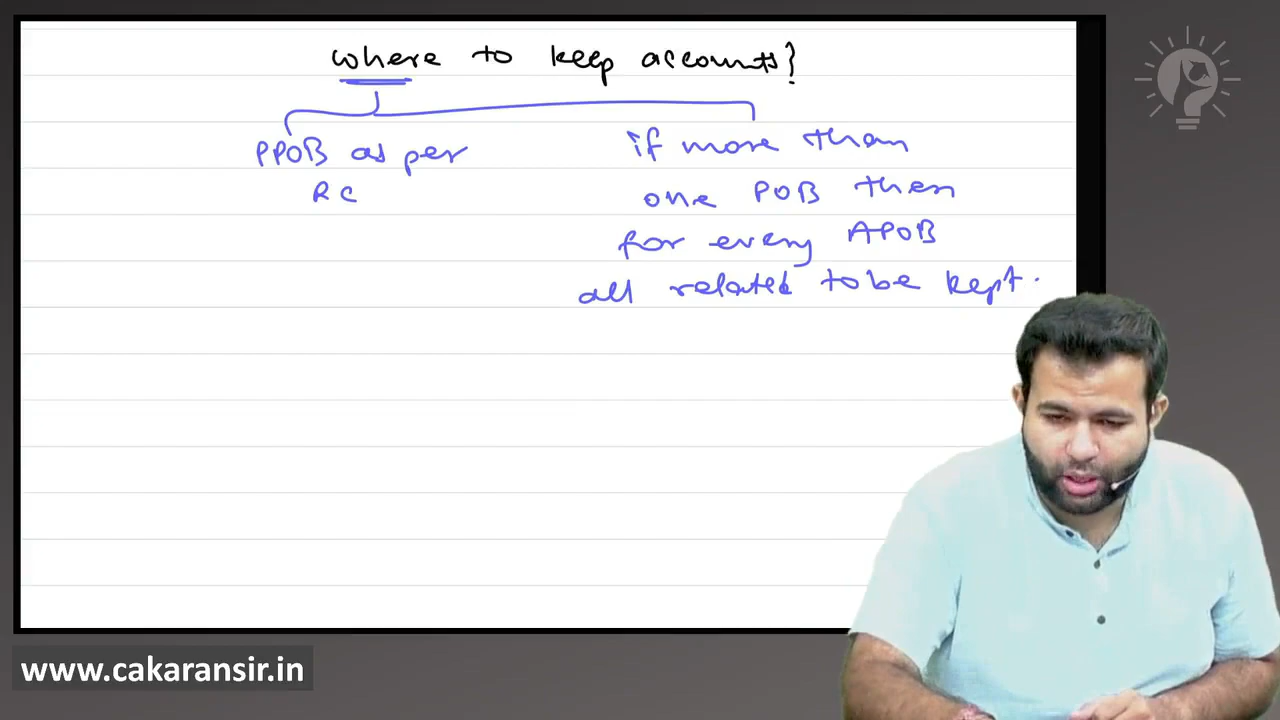 where to keep accounts?
PPOB as per
RC
if more than
one POB then
for every APOB
all related to be kept.
www.cakaransir.in